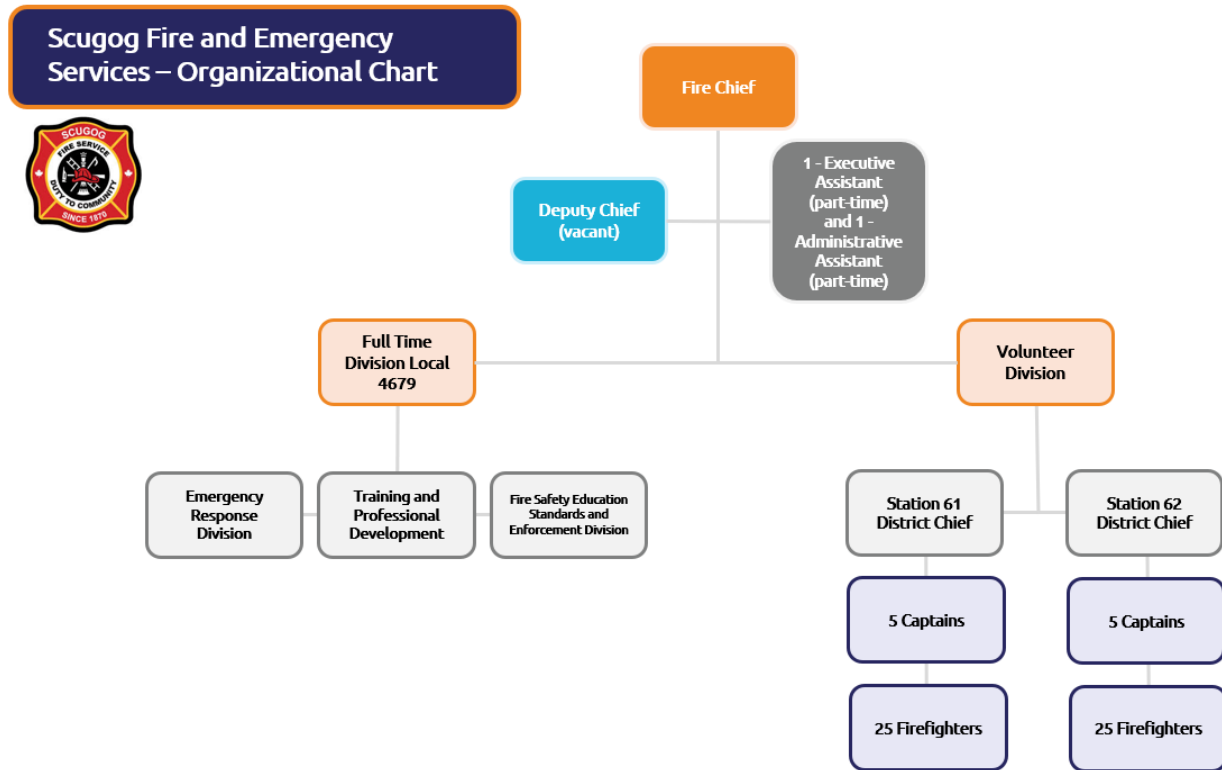 Scugog Fire and Emergency
Services – Organizational Chart
SCUGOG
FIRE SERVICE
DUTY TO COMMUNITY
SINCE 1870
Fire Chief
Deputy Chief
(vacant)
1 - Executive
Assistant
(part-time)
and 1 -
Administrative
Assistant
(part-time)
Full Time
Division Local
4679
Volunteer
Division
Emergency
Response
Division
Training and
Professional
Development
Fire Safety Education
Standards and
Enforcement Division
Station 61
District Chief
Station 62
District Chief
5 Captains
5 Captains
25 Firefighters
25 Firefighters